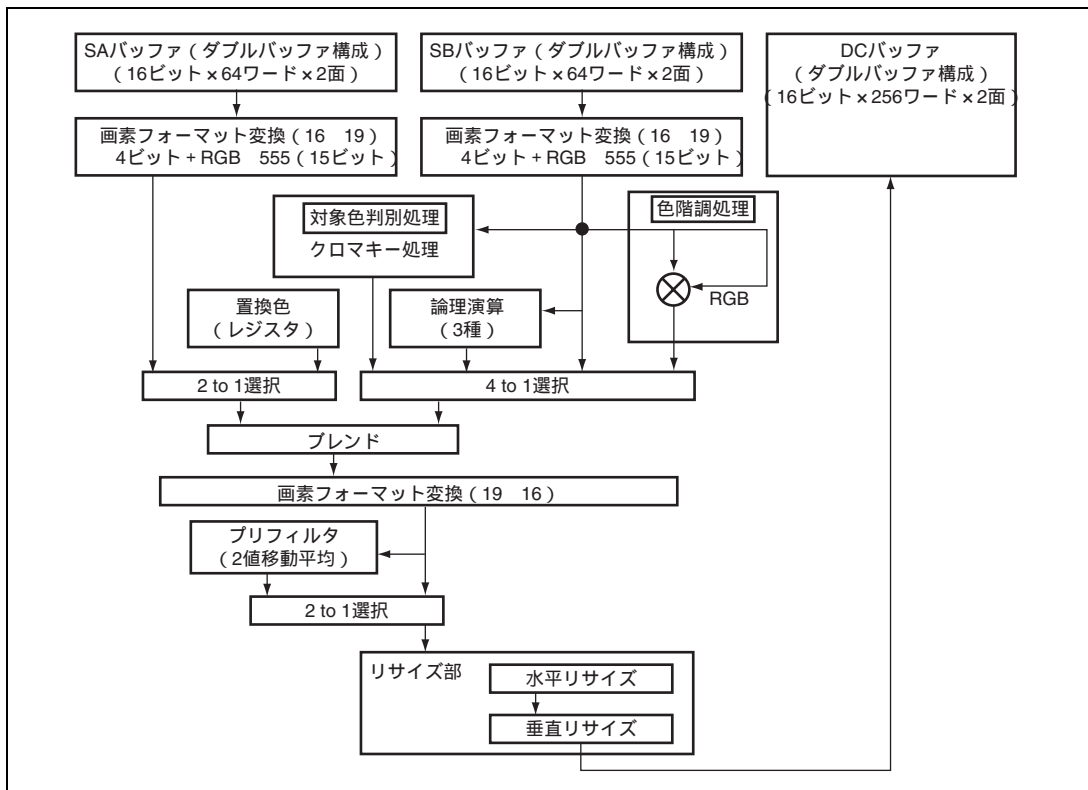 SAバッファ(ダブルバッファ構成)
(16ビット×64ワード×2面)
SBバッファ(ダブルバッファ構成)
(16ビット×64ワード×2面)
DCバッファ
(ダブルバッファ構成)
(16ビット×256ワード×2面)
画素フォーマット変換(16 19)
4ビット+RGB 555(15ビット)
画素フォーマット変換(16 19)
4ビット+RGB 555(15ビット)
対象色判別処理
クロマキー処理
色階調処理
RGB
置換色
(レジスタ)
論理演算
(3種)
2 to 1選択
4 to 1選択
ブレンド
画素フォーマット変換(19 16)
プリフィルタ
(2値移動平均)
2 to 1選択
リサイズ部
水平リサイズ
垂直リサイズ